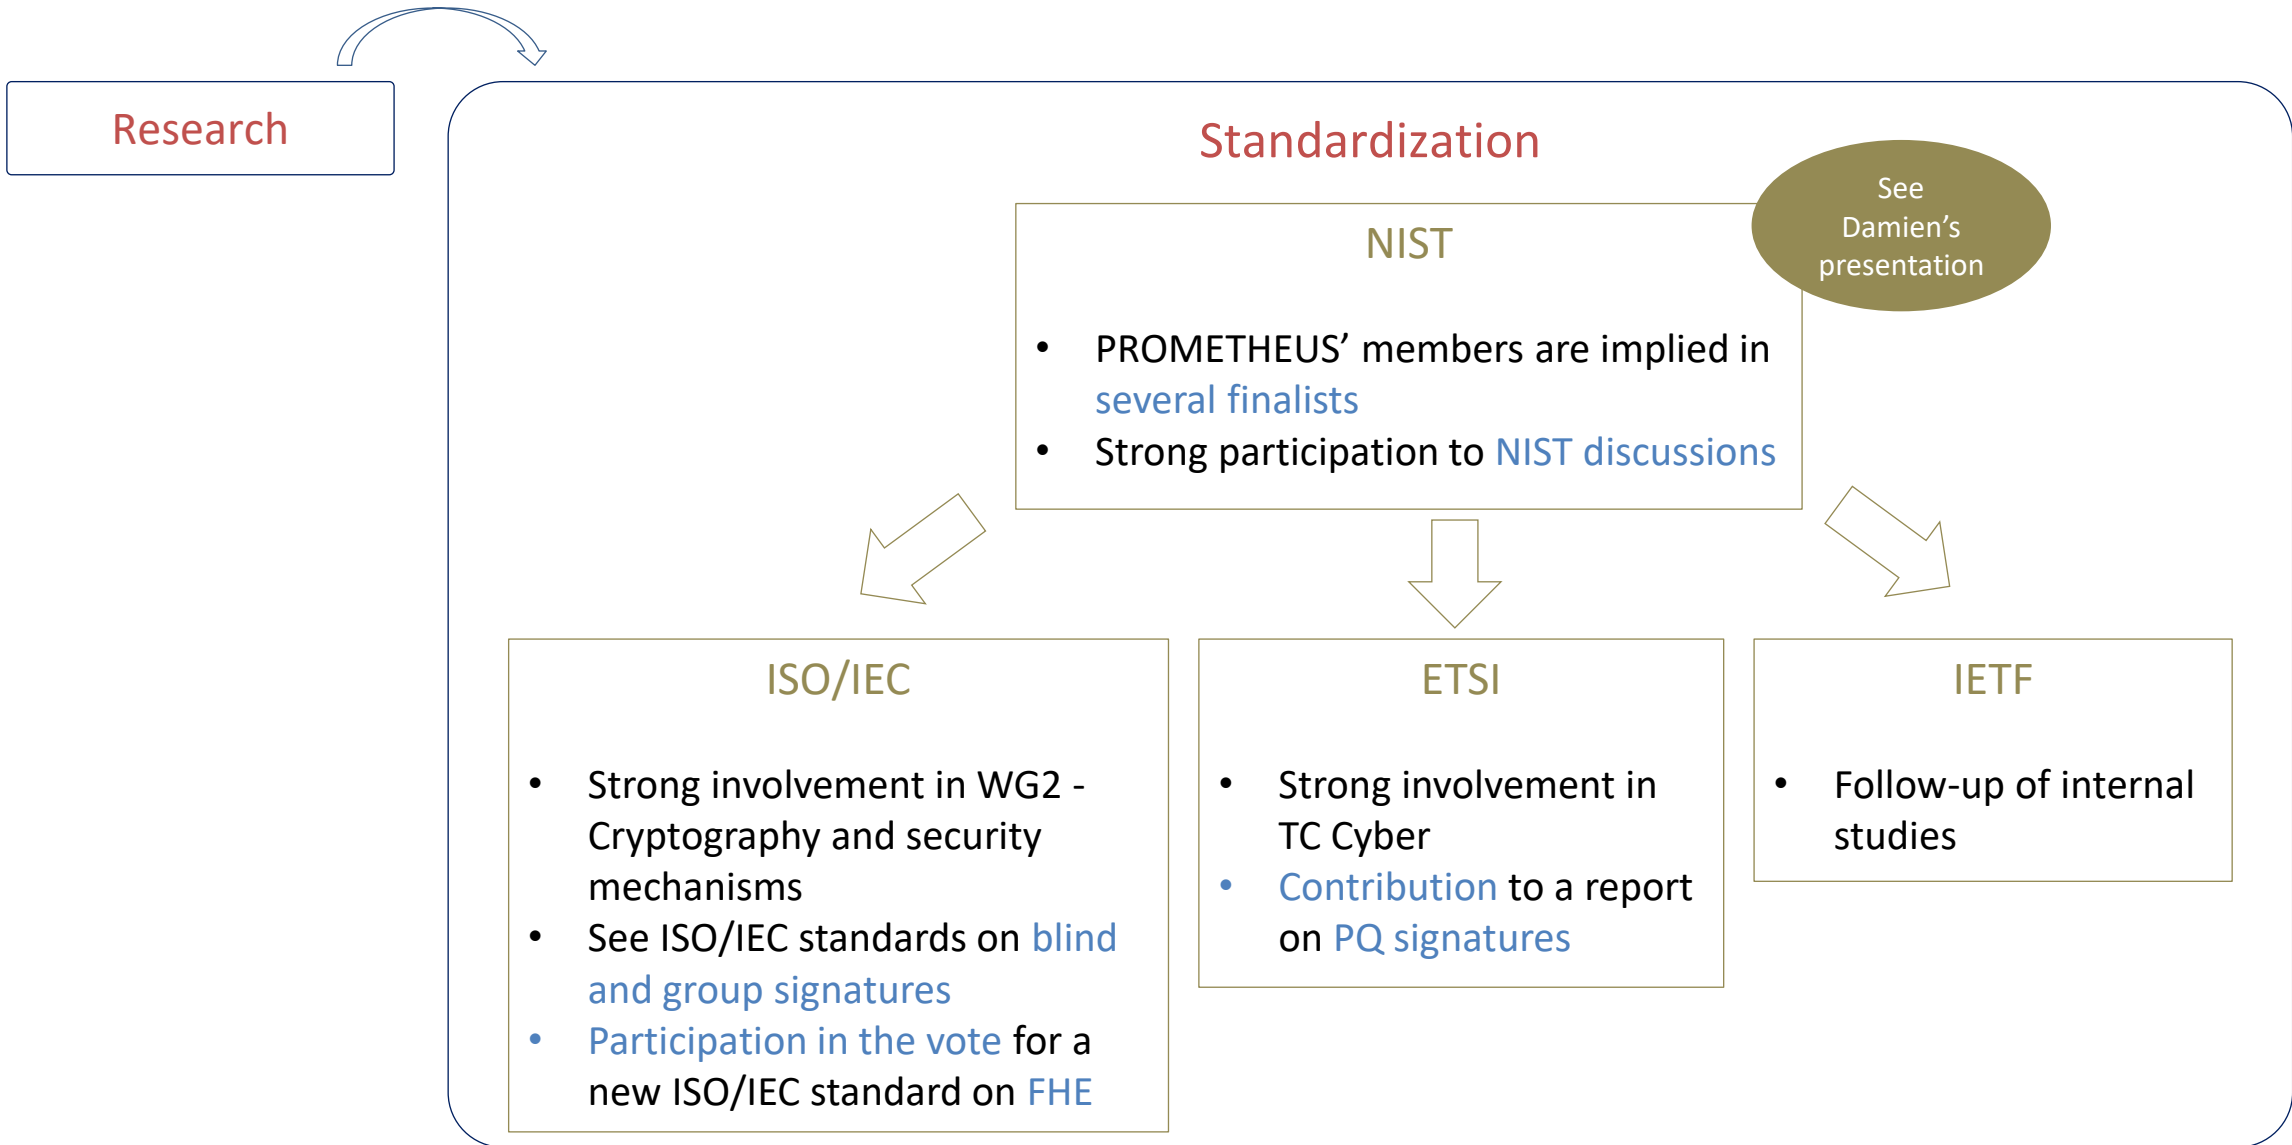 Research
Standardization
See
Damien’s
presentation
NIST
• PROMETHEUS’ members are implied in
several finalists
• Strong participation to NIST discussions
ISO/IEC
• Strong involvement in WG2 -
Cryptography and security
mechanisms
• See ISO/IEC standards on blind
and group signatures
• Participation in the vote for a
new ISO/IEC standard on FHE
ETSI
• Strong involvement in
TC Cyber
• Contribution to a report
on PQ signatures
IETF
• Follow-up of internal
studies